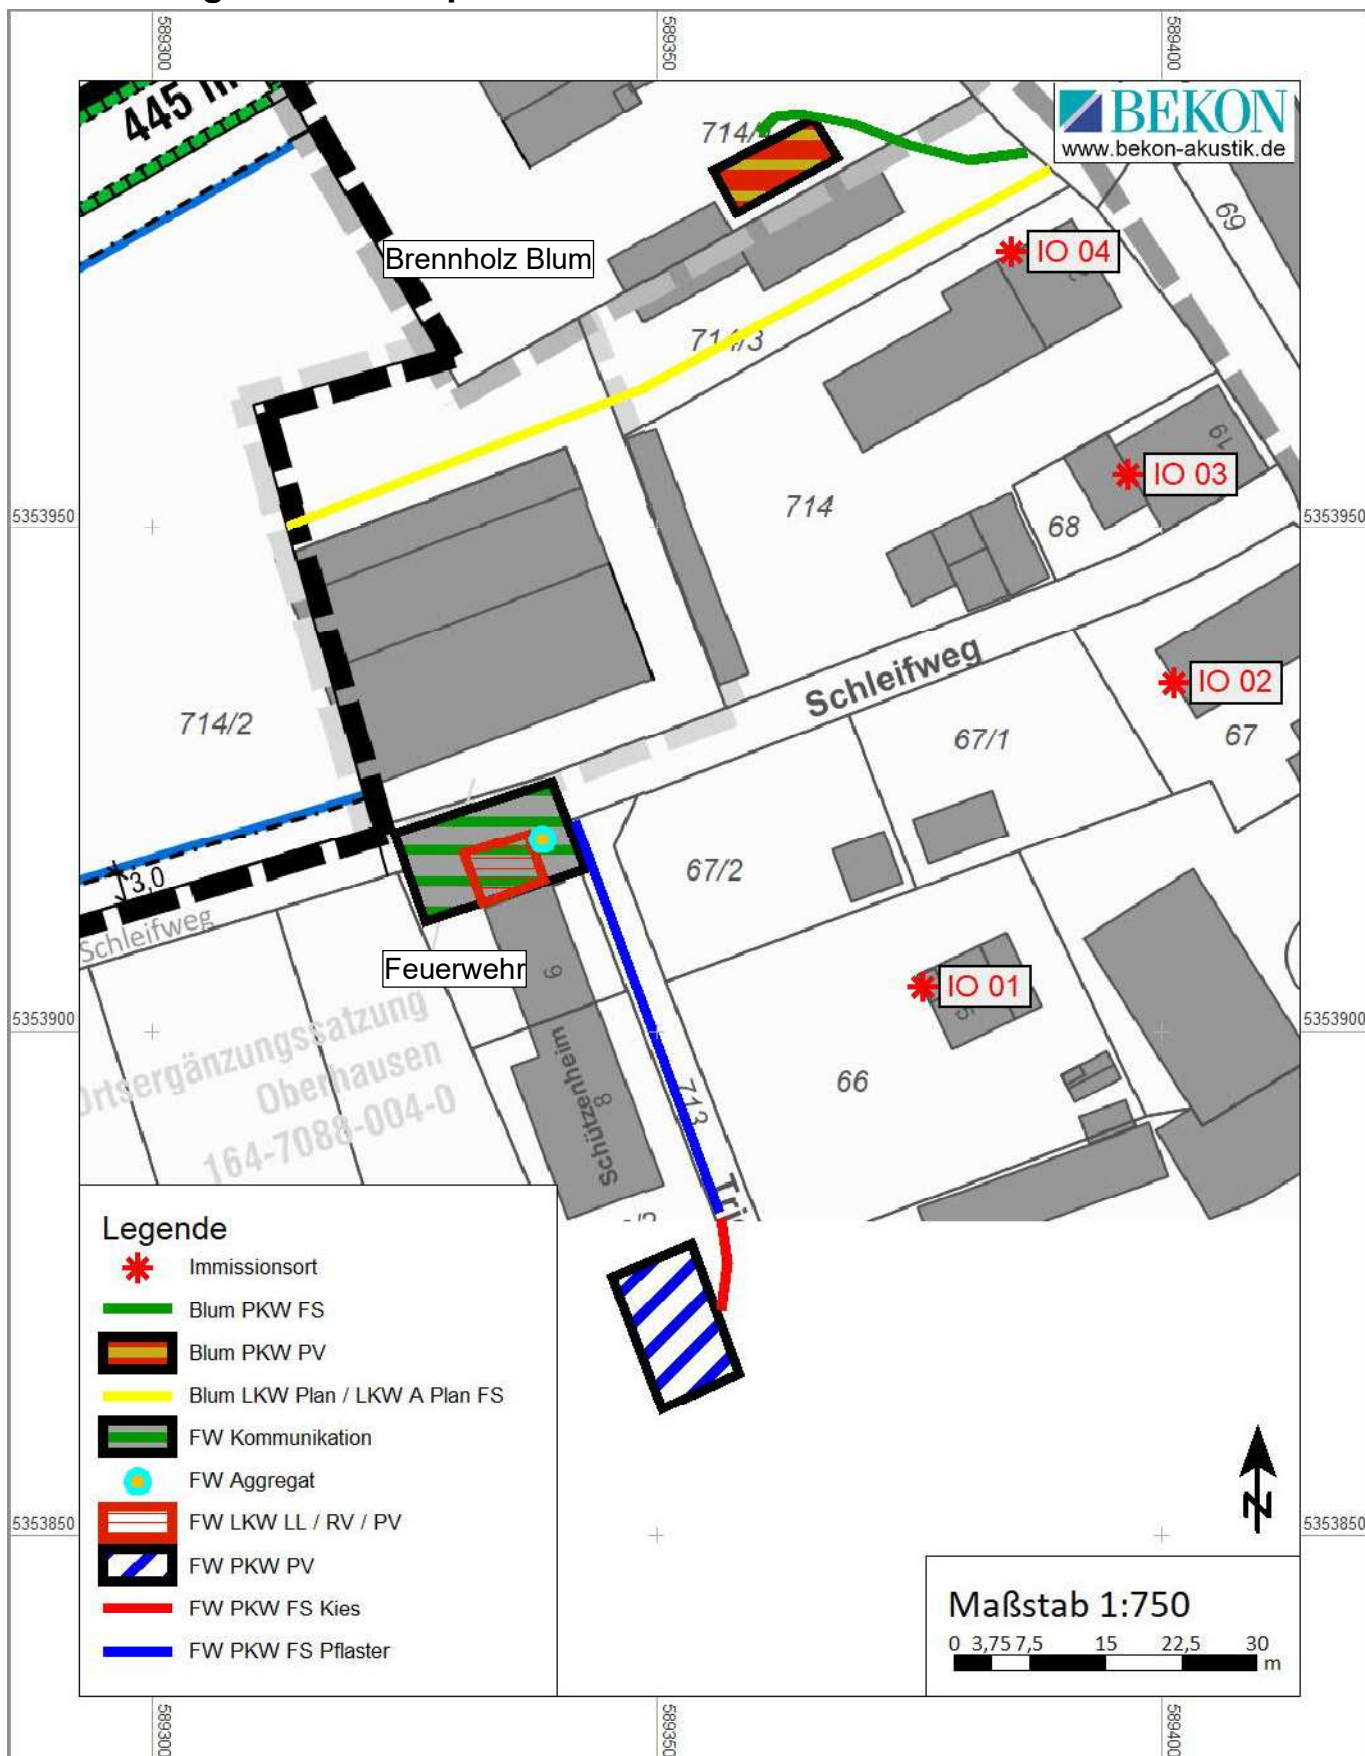 589300
589350
589400
445 m
BEKON
www.bekon-akustik.de
714/
69
Brennholz Blum
IO 04
714/3
19
IO 03
5353950
5353950
714
68
Schleifweg
IO 02
714/2
67/1
67
3,0
67/2
Schleifweg
Feuerwehr
9
IO 01
5
Ortsergänzungssatzung
Oberhausen
164-7088-004-0
5353900
5353900
Schützenheim
8
713
66
Legende
Immissionsort
Blum PKW FS
Blum PKW PV
Blum LKW Plan / LKW A Plan FS
FW Kommunikation
FW Aggregat
FW LKW LL / RV / PV
FW PKW PV
FW PKW FS Kies
FW PKW FS Pflaster
5353850
5353850
N
Maßstab 1:750
0 3,75 7,5 15 22,5 30
m
589300
589350
589400